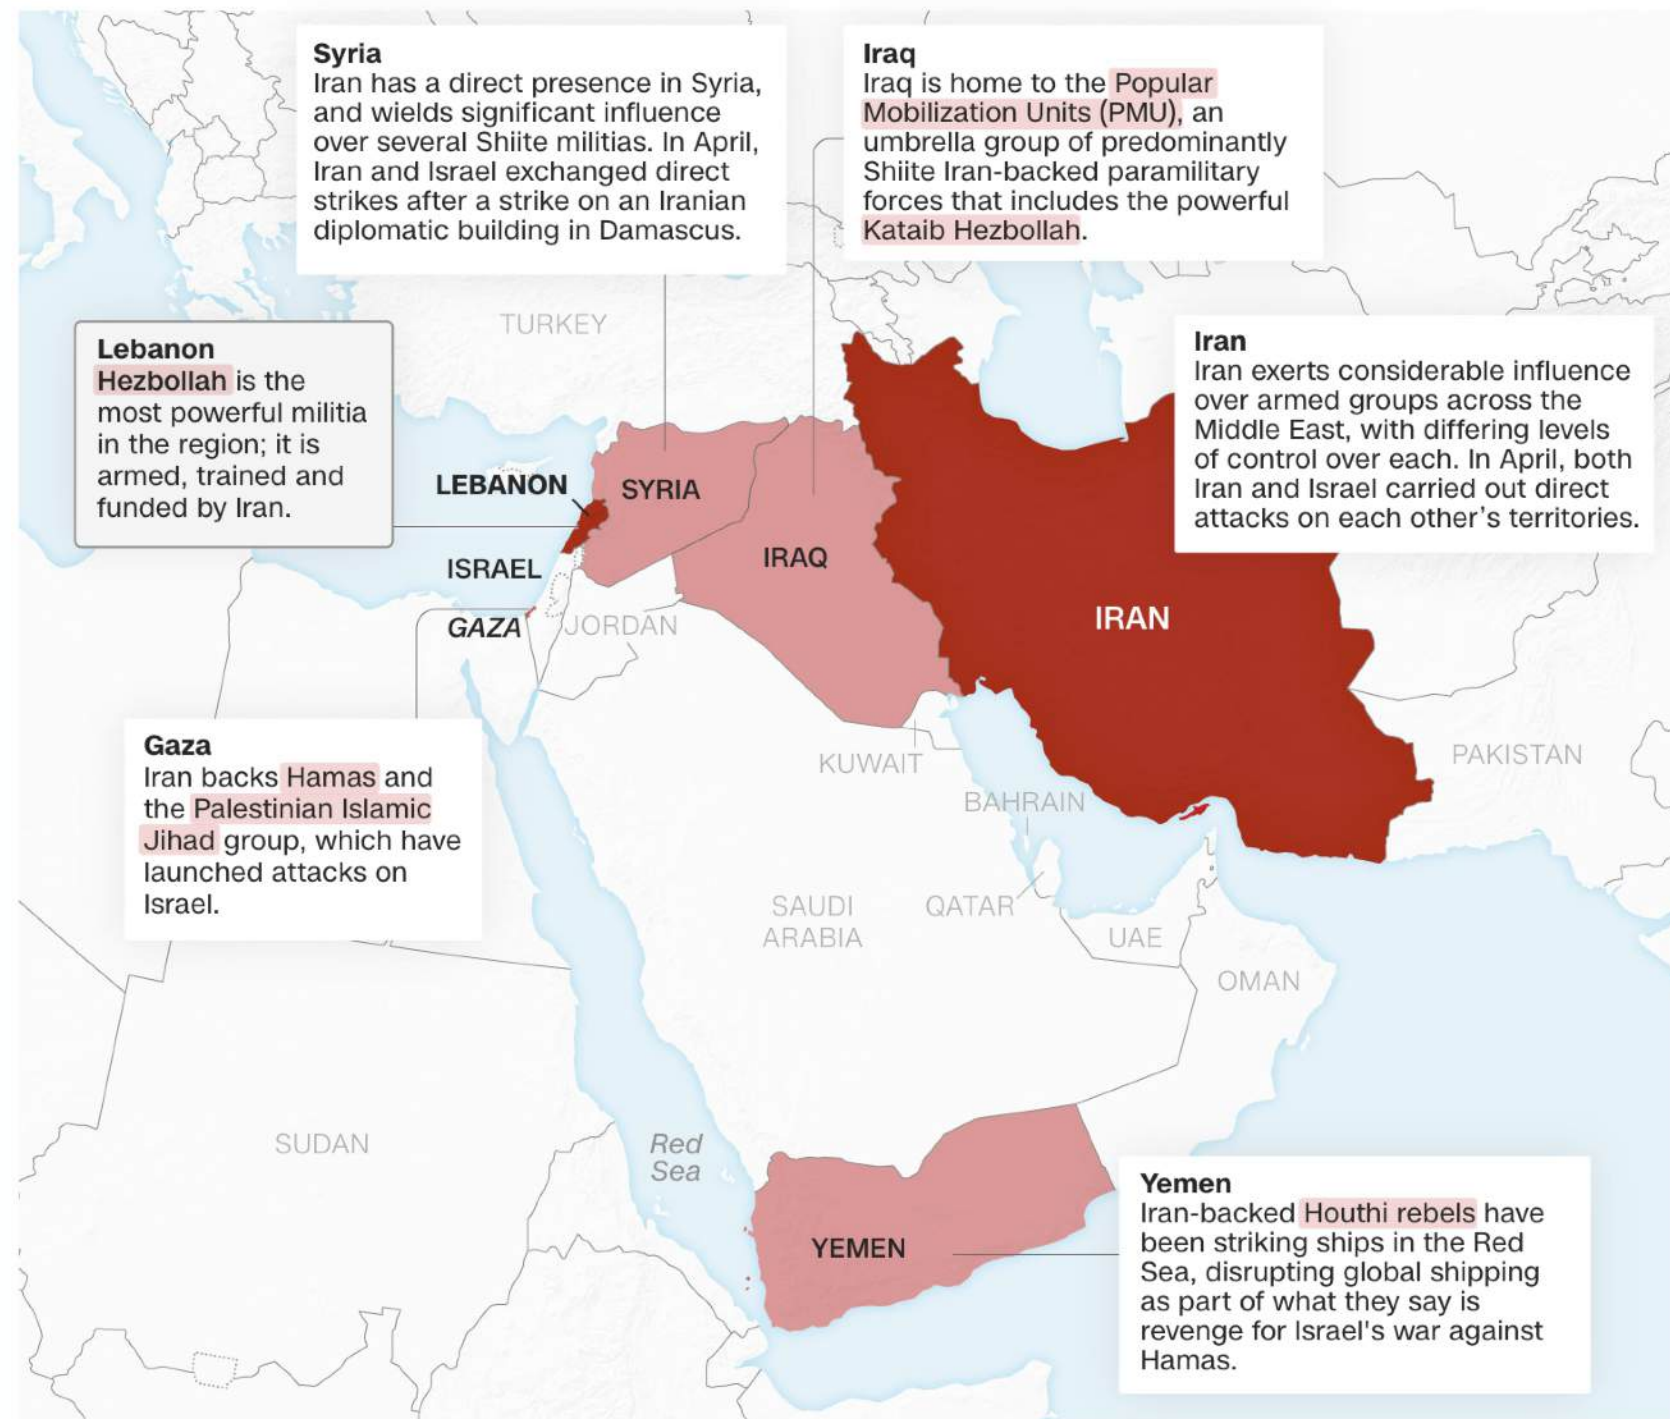 Syria
Iran has a direct presence in Syria,
and wields significant influence
over several Shiite militias. In April,
Iran and Israel exchanged direct
strikes after a strike on an Iranian
diplomatic building in Damascus.
Iraq
Iraq is home to the Popular
Mobilization Units (PMU), an
umbrella group of predominantly
Shiite Iran-backed paramilitary
forces that includes the powerful
Kataib Hezbollah.
TURKEY
Lebanon
Hezbollah is the
most powerful militia
in the region; it is
armed, trained and
funded by Iran.
Iran
Iran exerts considerable influence
over armed groups across the
Middle East, with differing levels
of control over each. In April, both
Iran and Israel carried out direct
attacks on each other’s territories.
LEBANON
SYRIA
IRAQ
ISRAEL
IRAN
GAZA
JORDAN
Gaza
Iran backs Hamas and
the Palestinian Islamic
Jihad group, which have
launched attacks on
Israel.
KUWAIT
PAKISTAN
BAHRAIN
SAUDI
ARABIA
QATAR
UAE
OMAN
SUDAN
Red
Sea
YEMEN
Yemen
Iran-backed Houthi rebels have
been striking ships in the Red
Sea, disrupting global shipping
as part of what they say is
revenge for Israel's war against
Hamas.